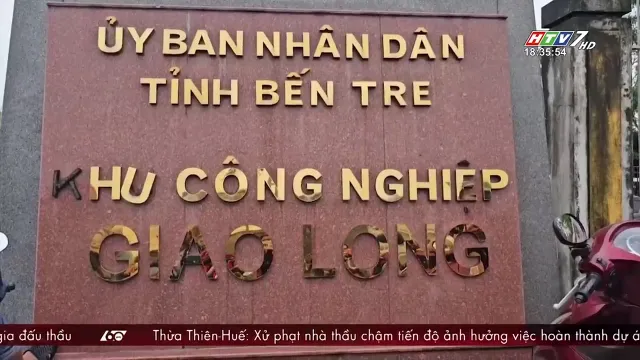 ỦY BAN NHÂN DÂN
TỈNH BẾN TRE
KHU CÔNG NGHIỆP
GIAO LONG
HTV7 HD
18:35:54
gia đấu thầu
60
Thừa Thiên-Huế: Xử phạt nhà thầu chậm tiến độ ảnh hưởng việc hoàn thành dự á